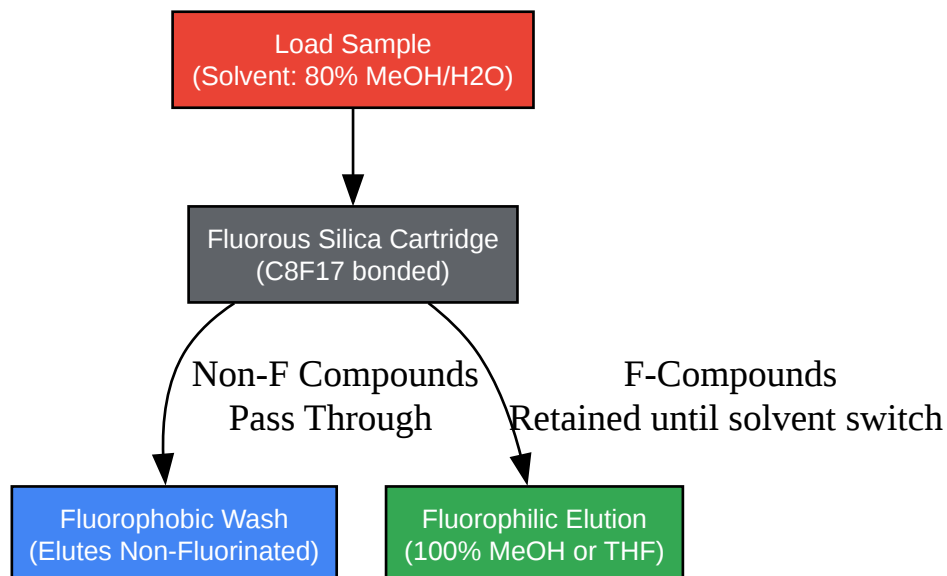 Load Sample
(Solvent: 80% MeOH/H2O)
Fluorous Silica Cartridge
(C8F17 bonded)
Non-F Compounds
Pass Through
F-Compounds
Retained until solvent switch
Fluorophobic Wash
(Elutes Non-Fluorinated)
Fluorophilic Elution
(100% MeOH or THF)